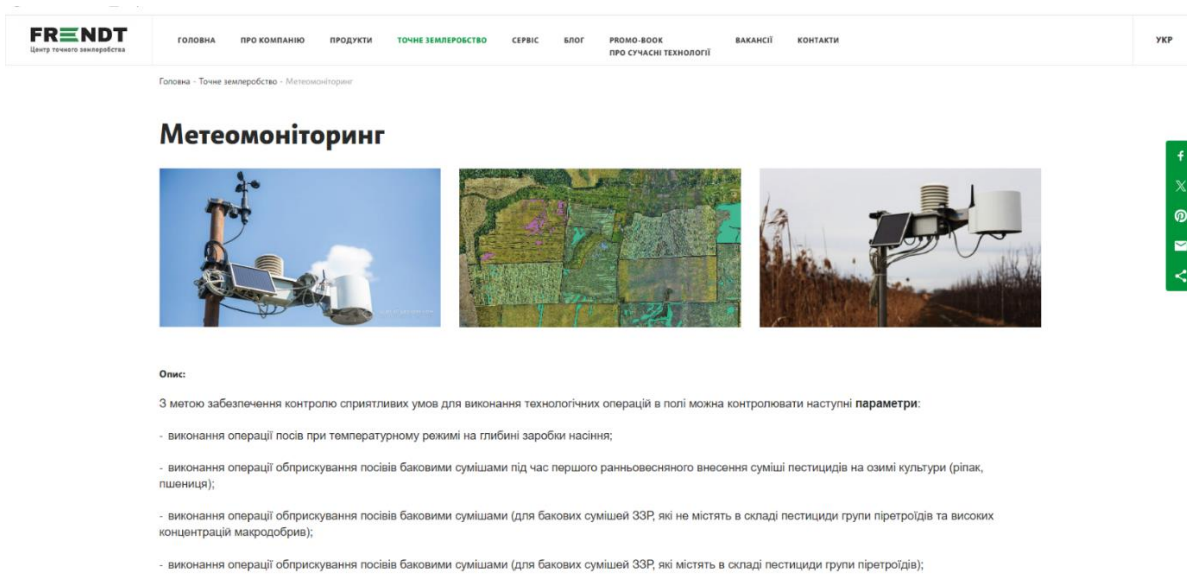 FRENDT
Центр точного землеробства
ГОЛОВНА
ПРО КОМПАНІЮ
ПРОДУКТИ
ТОЧНЕ ЗЕМЛЕРОБСТВО
СЕРВІС
БЛОГ
PROMO-BOOK
ПРО СУЧАСНІ ТЕХНОЛОГІЇ
ВАКАНСІЇ
КОНТАКТИ
УКР
Головна - Точне землеробство - Метеомоніторинг
Метеомоніторинг
Опис:
З метою забезпечення контролю сприятливих умов для виконання технологічних операцій в полі можна контролювати наступні параметри:
- виконання операції посів при температурному режимі на глибині заробки насіння;
- виконання операції обприскування посівів баковими сумішами під час першого ранньовесняного внесення суміші пестицидів на озимі культури (ріпак,
пшениця);
- виконання операції обприскування посівів баковими сумішами (для бакових сумішей ЗЗР, які не містять в складі пестициди групи піретроїдів та високих
концентрацій макродобрив);
- виконання операції обприскування посівів баковими сумішами (для бакових сумішей ЗЗР, які містять в складі пестициди групи піретроїдів);